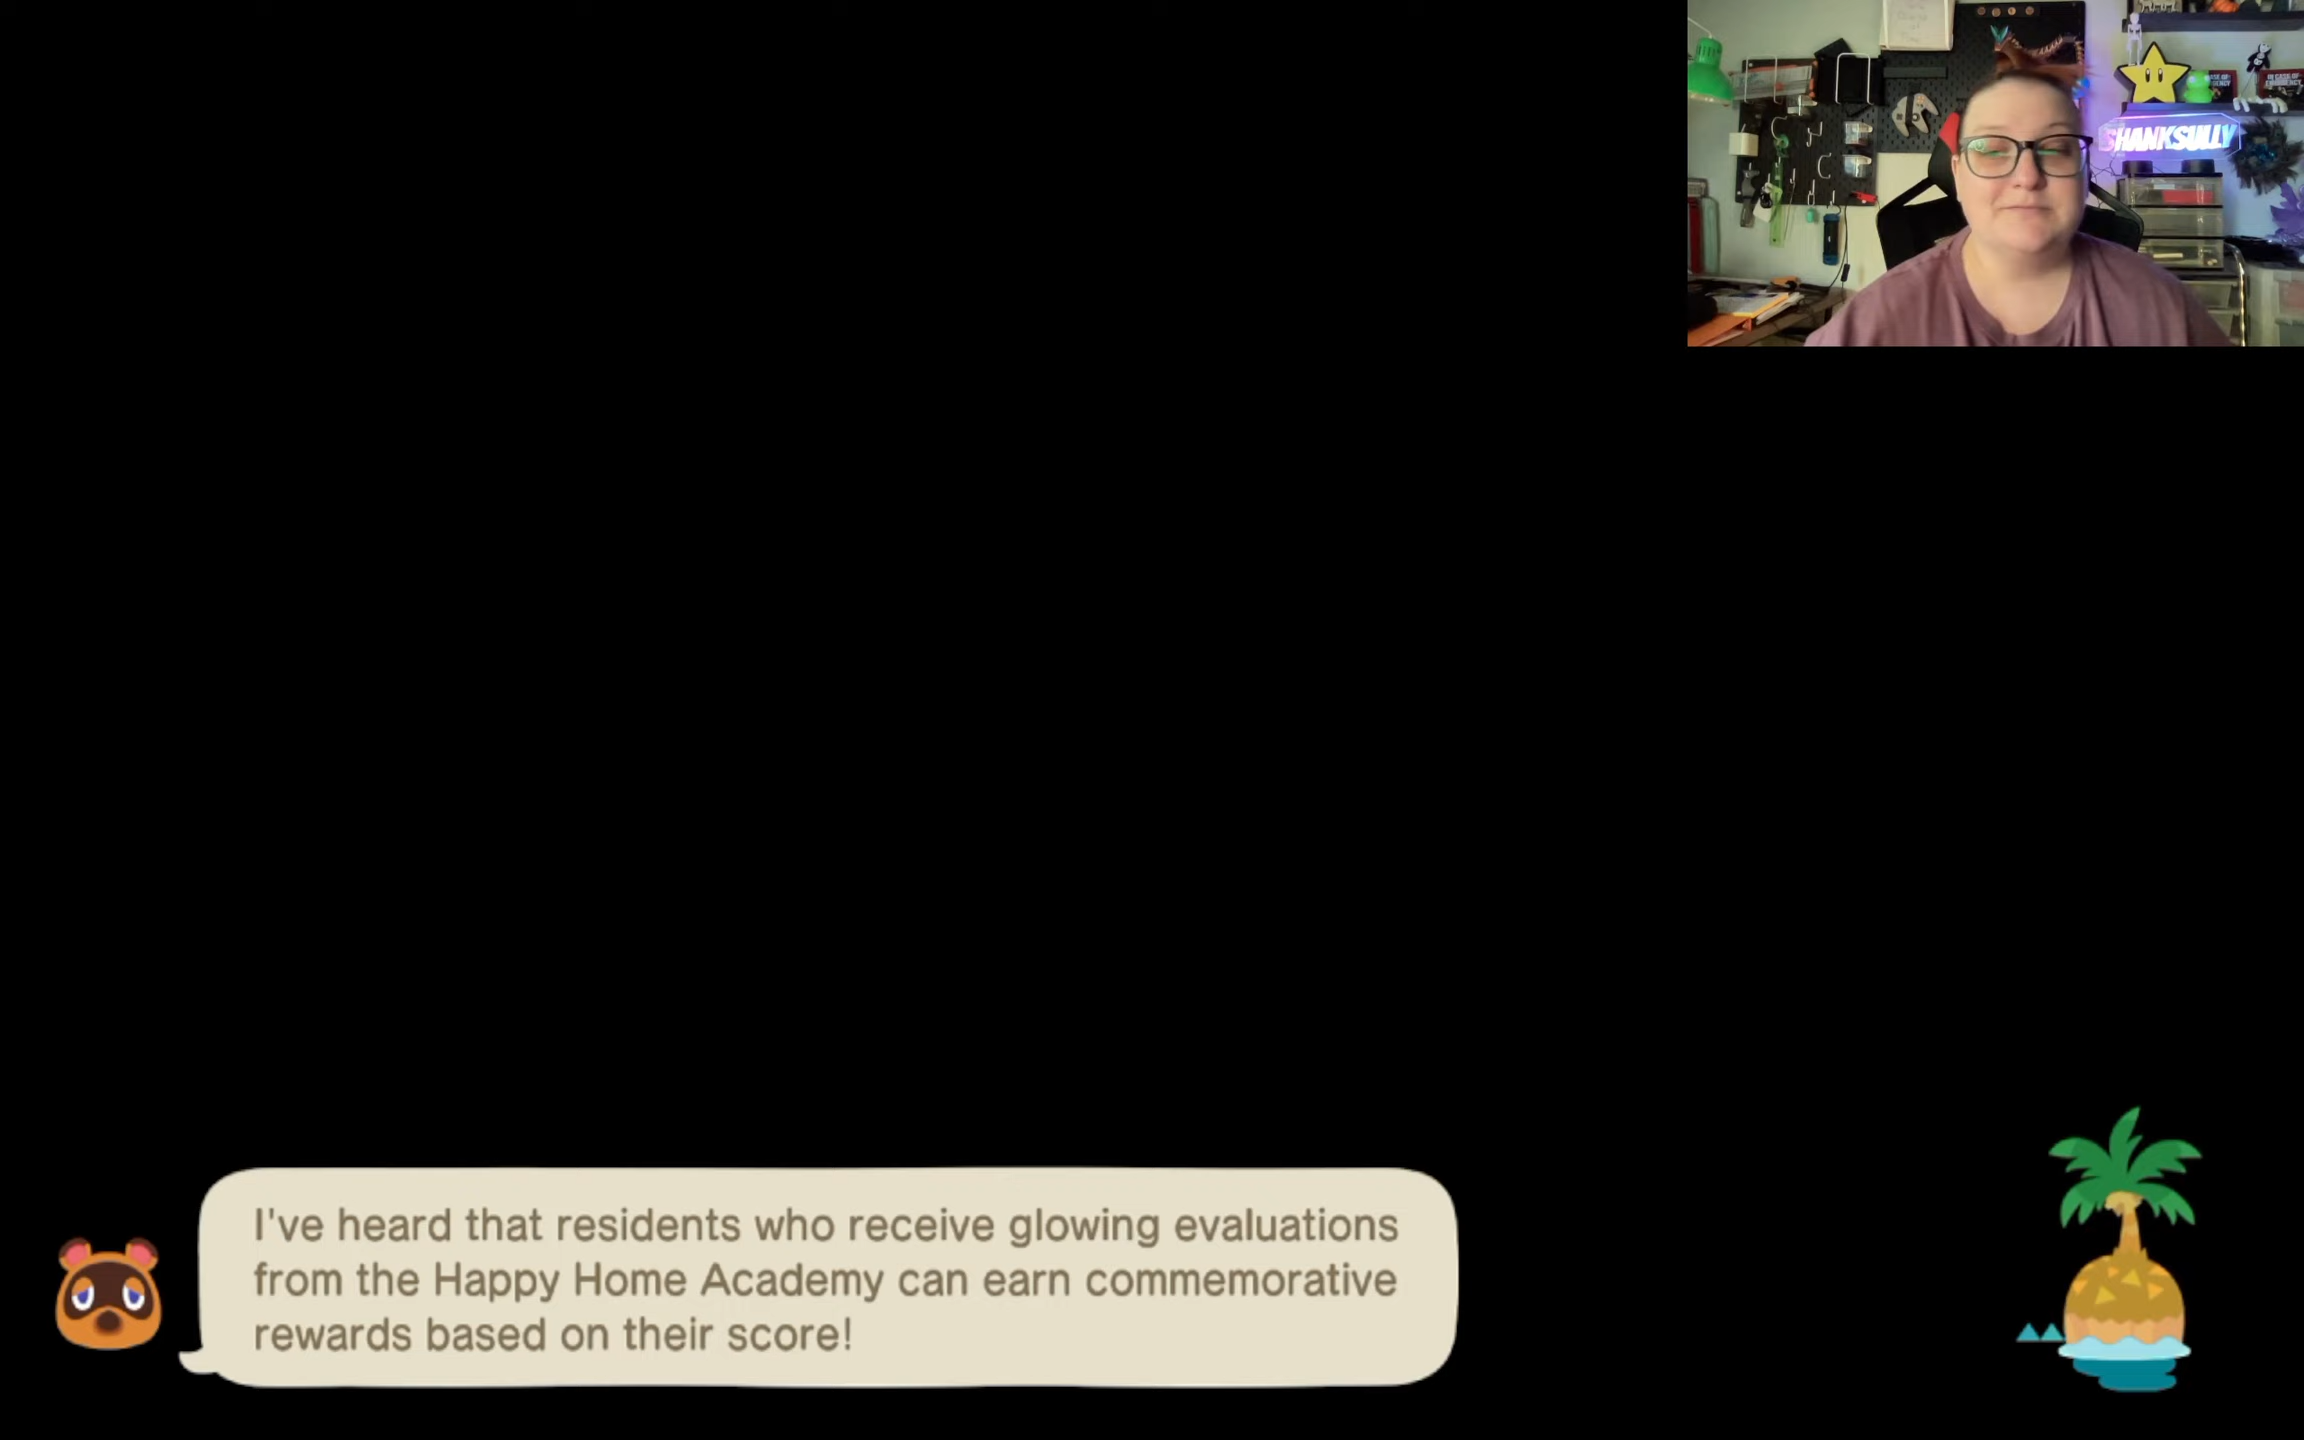 SHANKSULLY
I've heard that residents who receive glowing evaluations
from the Happy Home Academy can earn commemorative
rewards based on their score!